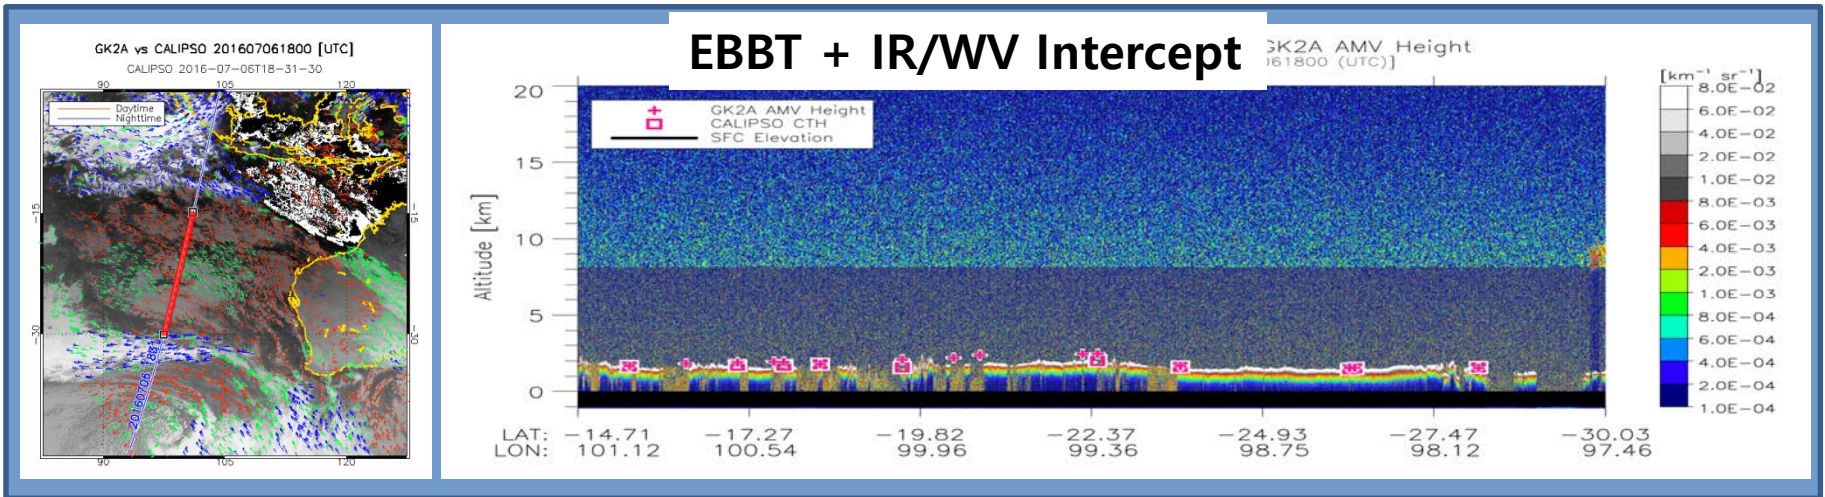 GK2A vs CALIPSO 201607061800 [UTC]
CALIPSO 2016-07-06T18-31-30
90 105 120
Daytime
Nighttime
-15 -15
-30 -30
20160706
90 105 120
EBBT + IR/WV Intercept
GK2A AMV Height
061800 (UTC)]
[km⁻¹ sr⁻¹]
GK2A AMV Height
CALIPSO CTH
SFC Elevation
Altitude [km]
20
15
10
5
0
8.0E-02
6.0E-02
4.0E-02
2.0E-02
1.0E-02
8.0E-03
6.0E-03
4.0E-03
2.0E-03
1.0E-03
8.0E-04
6.0E-04
4.0E-04
2.0E-04
1.0E-04
LAT: -14.71 -17.27 -19.82 -22.37 -24.93 -27.47 -30.03
LON: 101.12 100.54 99.96 99.36 98.75 98.12 97.46